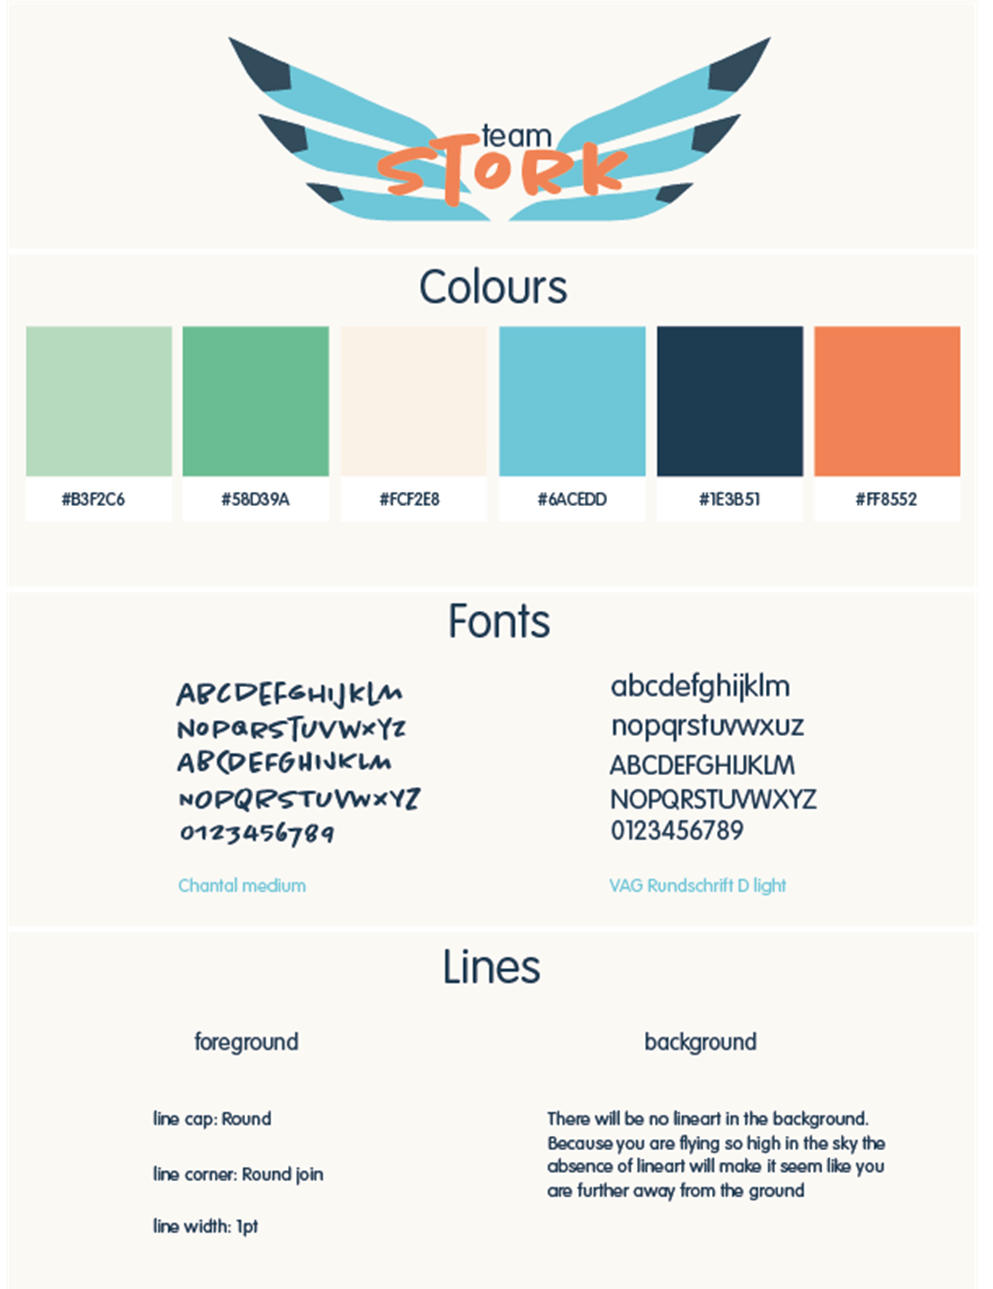 team
STORK
Colours
#B3F2C6 #58D39A #FCF2E8 #6ACEDD #1E3B51 #FF8552
Fonts
ABCDEFGHIJKLM
NOPQRSTUVWXYZ
ABCDEFGHIJKLM
NOPQRSTUVWXYZ
0123456789
Chantal medium
abcdefghijklm
nopqrstuvwxuz
ABCDEFGHIJKLM
NOPQRSTUVWXYZ
0123456789
VAG Rundschrift D light
Lines
foreground
line cap: Round
line corner: Round join
line width: 1pt
background
There will be no lineart in the background.
Because you are flying so high in the sky the
absence of lineart will make it seem like you
are further away from the ground